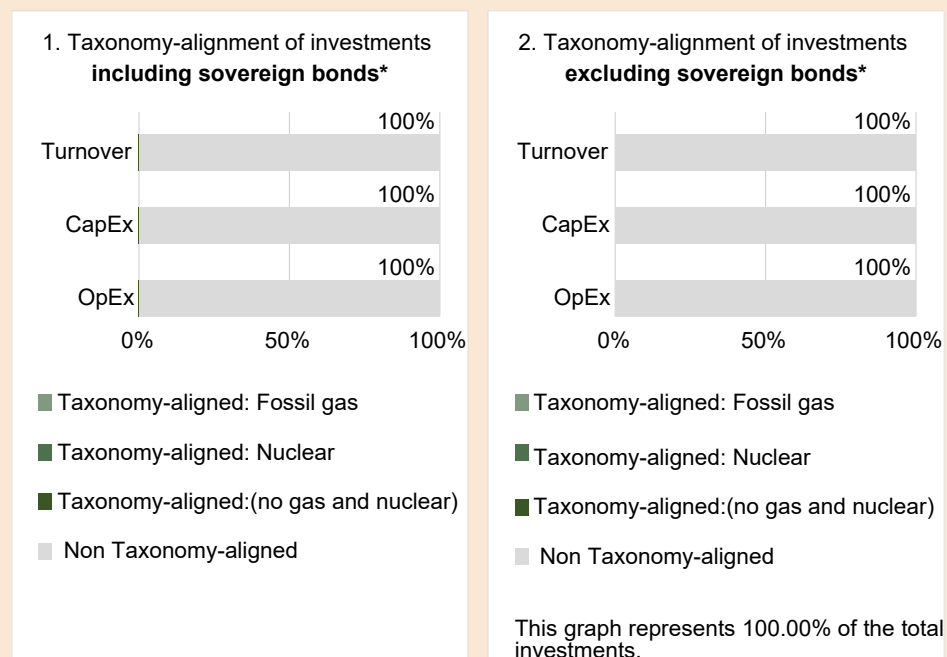 1. Taxonomy-alignment of investments
including sovereign bonds*
100%
Turnover
100%
CapEx
100%
OpEx
0% 50% 100%
Taxonomy-aligned: Fossil gas
Taxonomy-aligned: Nuclear
Taxonomy-aligned:(no gas and nuclear)
Non Taxonomy-aligned
2. Taxonomy-alignment of investments
excluding sovereign bonds*
100%
Turnover
100%
CapEx
100%
OpEx
0% 50% 100%
Taxonomy-aligned: Fossil gas
Taxonomy-aligned: Nuclear
Taxonomy-aligned:(no gas and nuclear)
Non Taxonomy-aligned
This graph represents 100.00% of the total
investments.